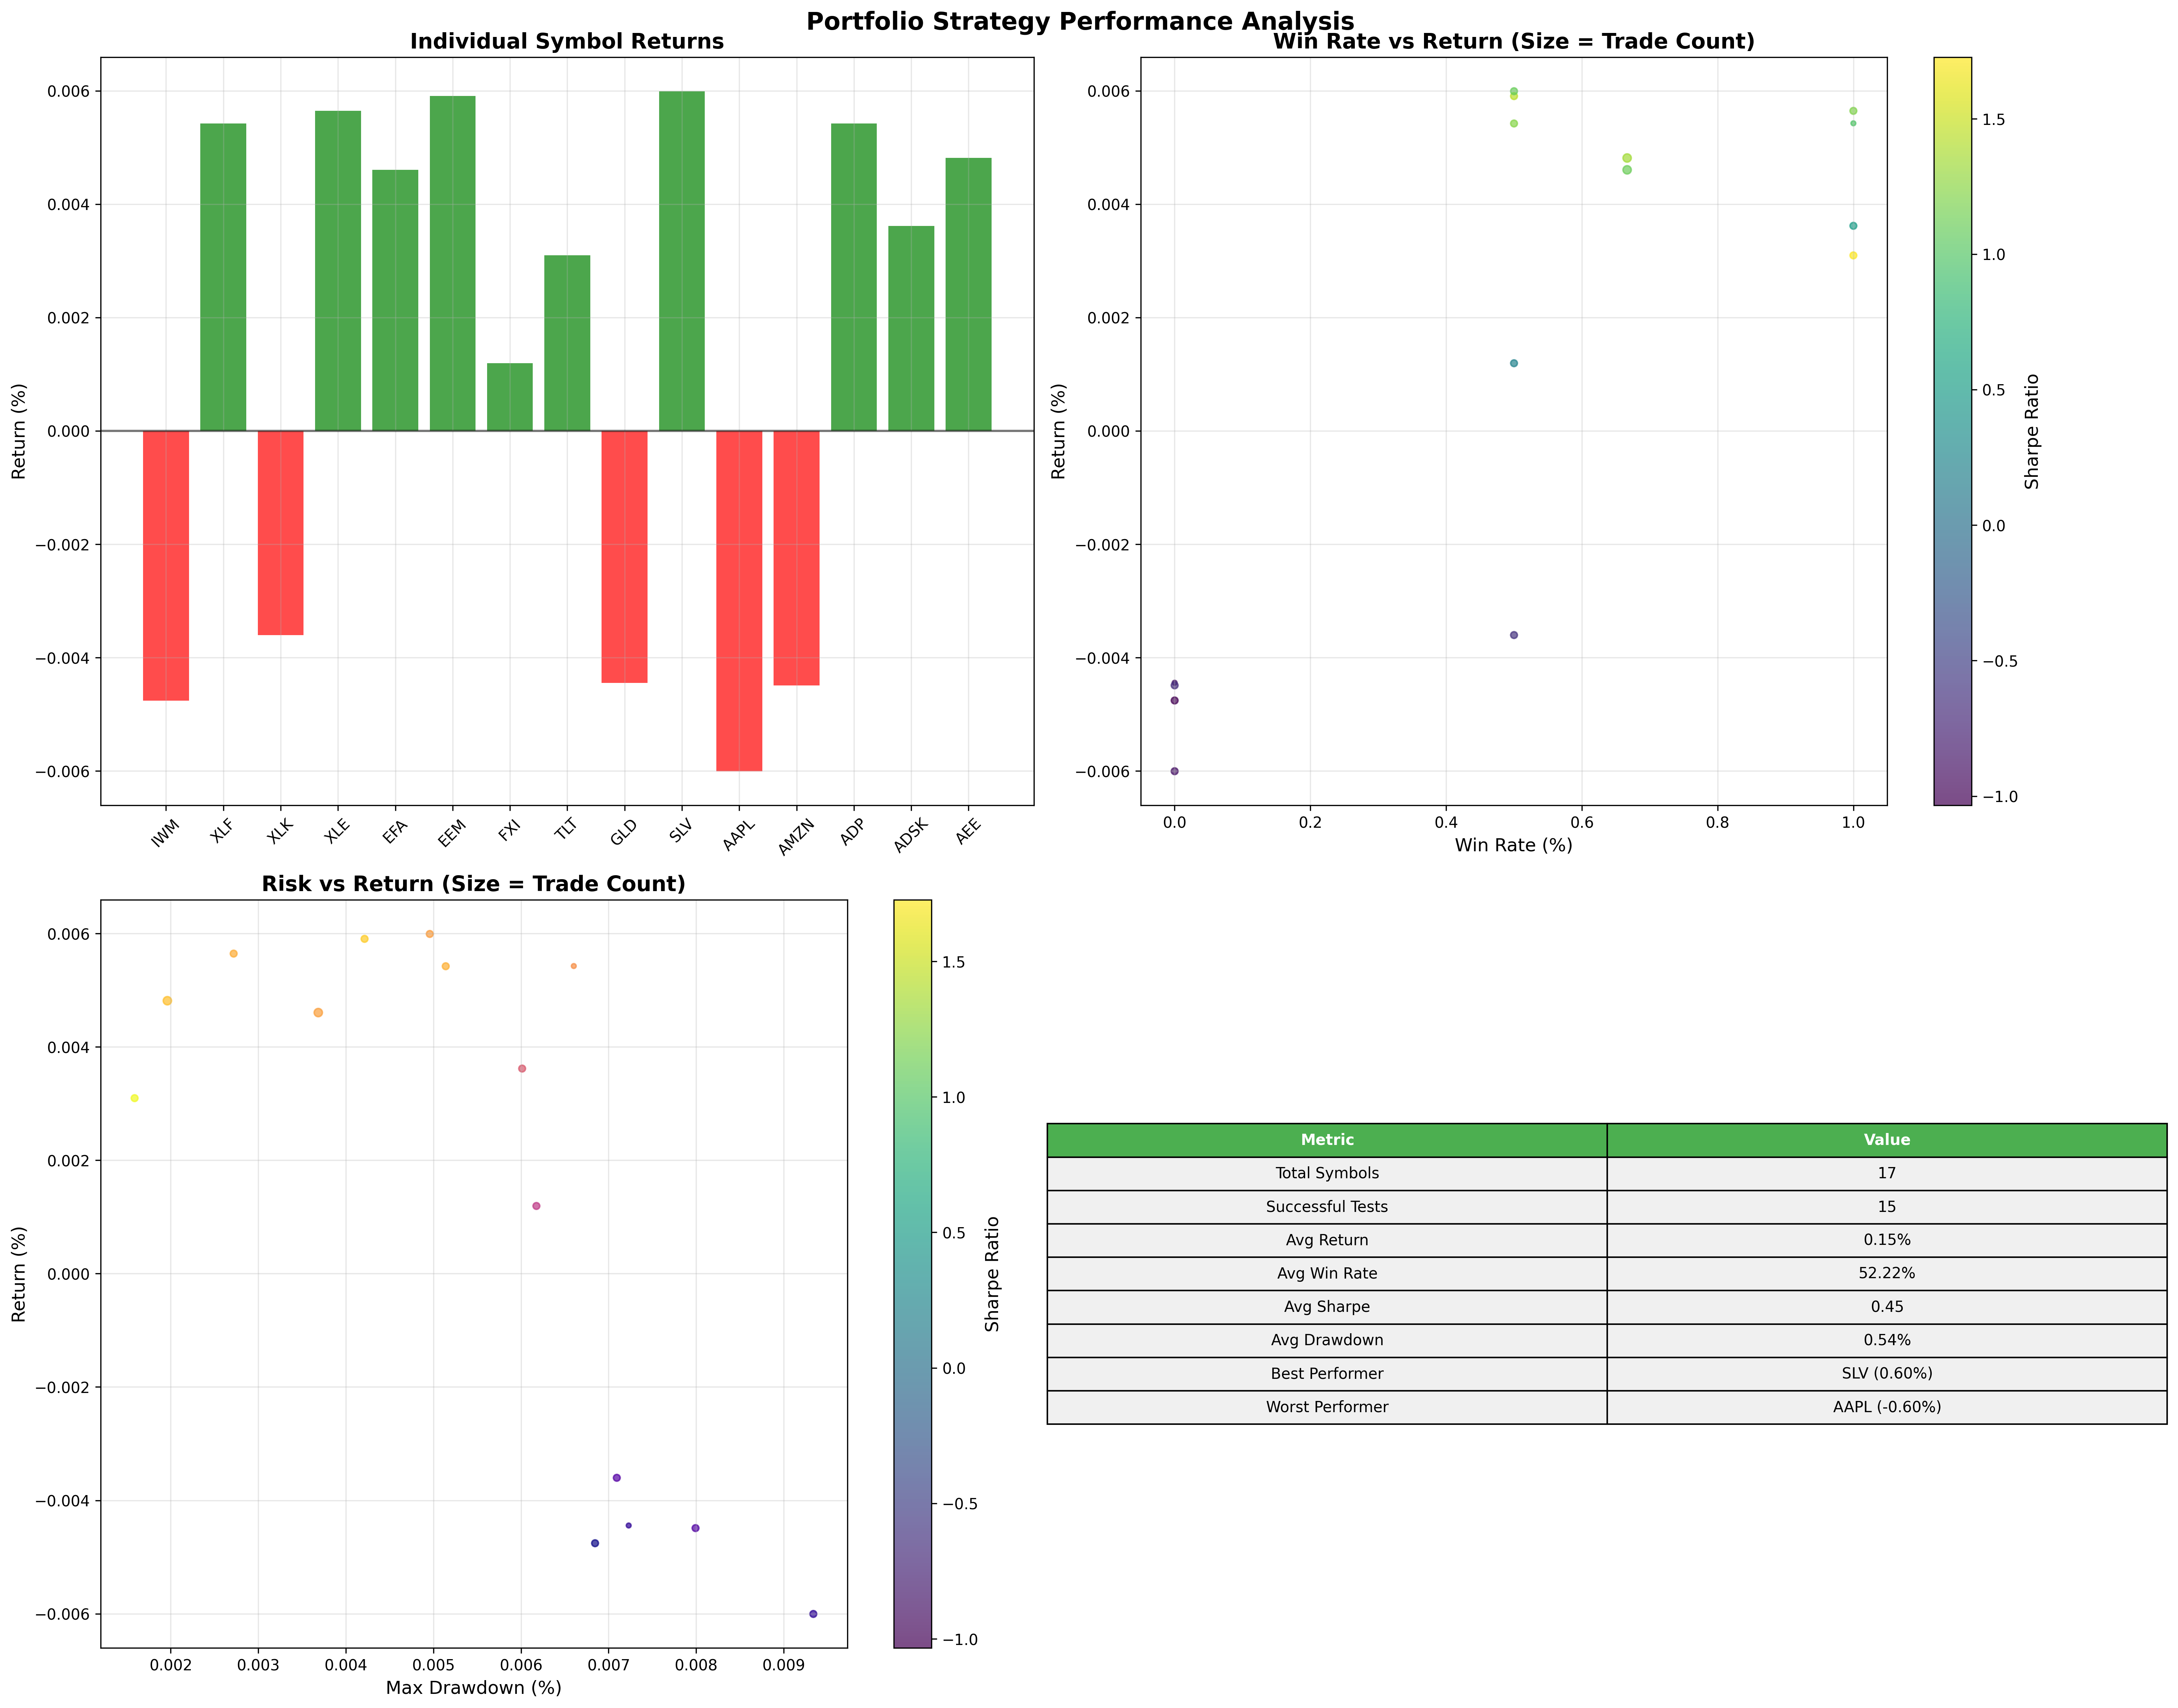 Portfolio Strategy Performance Analysis
Individual Symbol Returns
Return (%)
0.006
0.004
0.002
0.000
−0.002
−0.004
−0.006
IWM XLF XLK XLE EFA EEM FXI TLT GLD SLV AAPL AMZN ADP ADSK AEE
Win Rate vs Return (Size = Trade Count)
Return (%)
0.006
0.004
0.002
0.000
−0.002
−0.004
−0.006
0.0 0.2 0.4 0.6 0.8 1.0
Win Rate (%)
1.5
1.0
0.5
0.0
−0.5
−1.0
Sharpe Ratio
Risk vs Return (Size = Trade Count)
Return (%)
0.006
0.004
0.002
0.000
−0.002
−0.004
−0.006
0.002 0.003 0.004 0.005 0.006 0.007 0.008 0.009
Max Drawdown (%)
1.5
1.0
0.5
0.0
−0.5
−1.0
Sharpe Ratio
Metric Value
Total Symbols 17
Successful Tests 15
Avg Return 0.15%
Avg Win Rate 52.22%
Avg Sharpe 0.45
Avg Drawdown 0.54%
Best Performer SLV (0.60%)
Worst Performer AAPL (-0.60%)